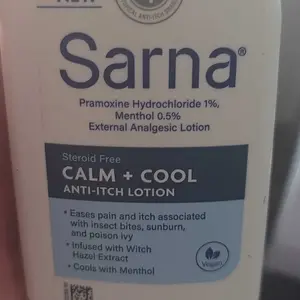 NEW
Sarna®
Pramoxine Hydrochloride 1%,
Menthol 0.5%
External Analgesic Lotion
Steroid Free
CALM + COOL
ANTI-ITCH LOTION
• Eases pain and itch associated
with insect bites, sunburn,
and poison ivy
• Infused with Witch
Hazel Extract
• Cools with Menthol
Vegan